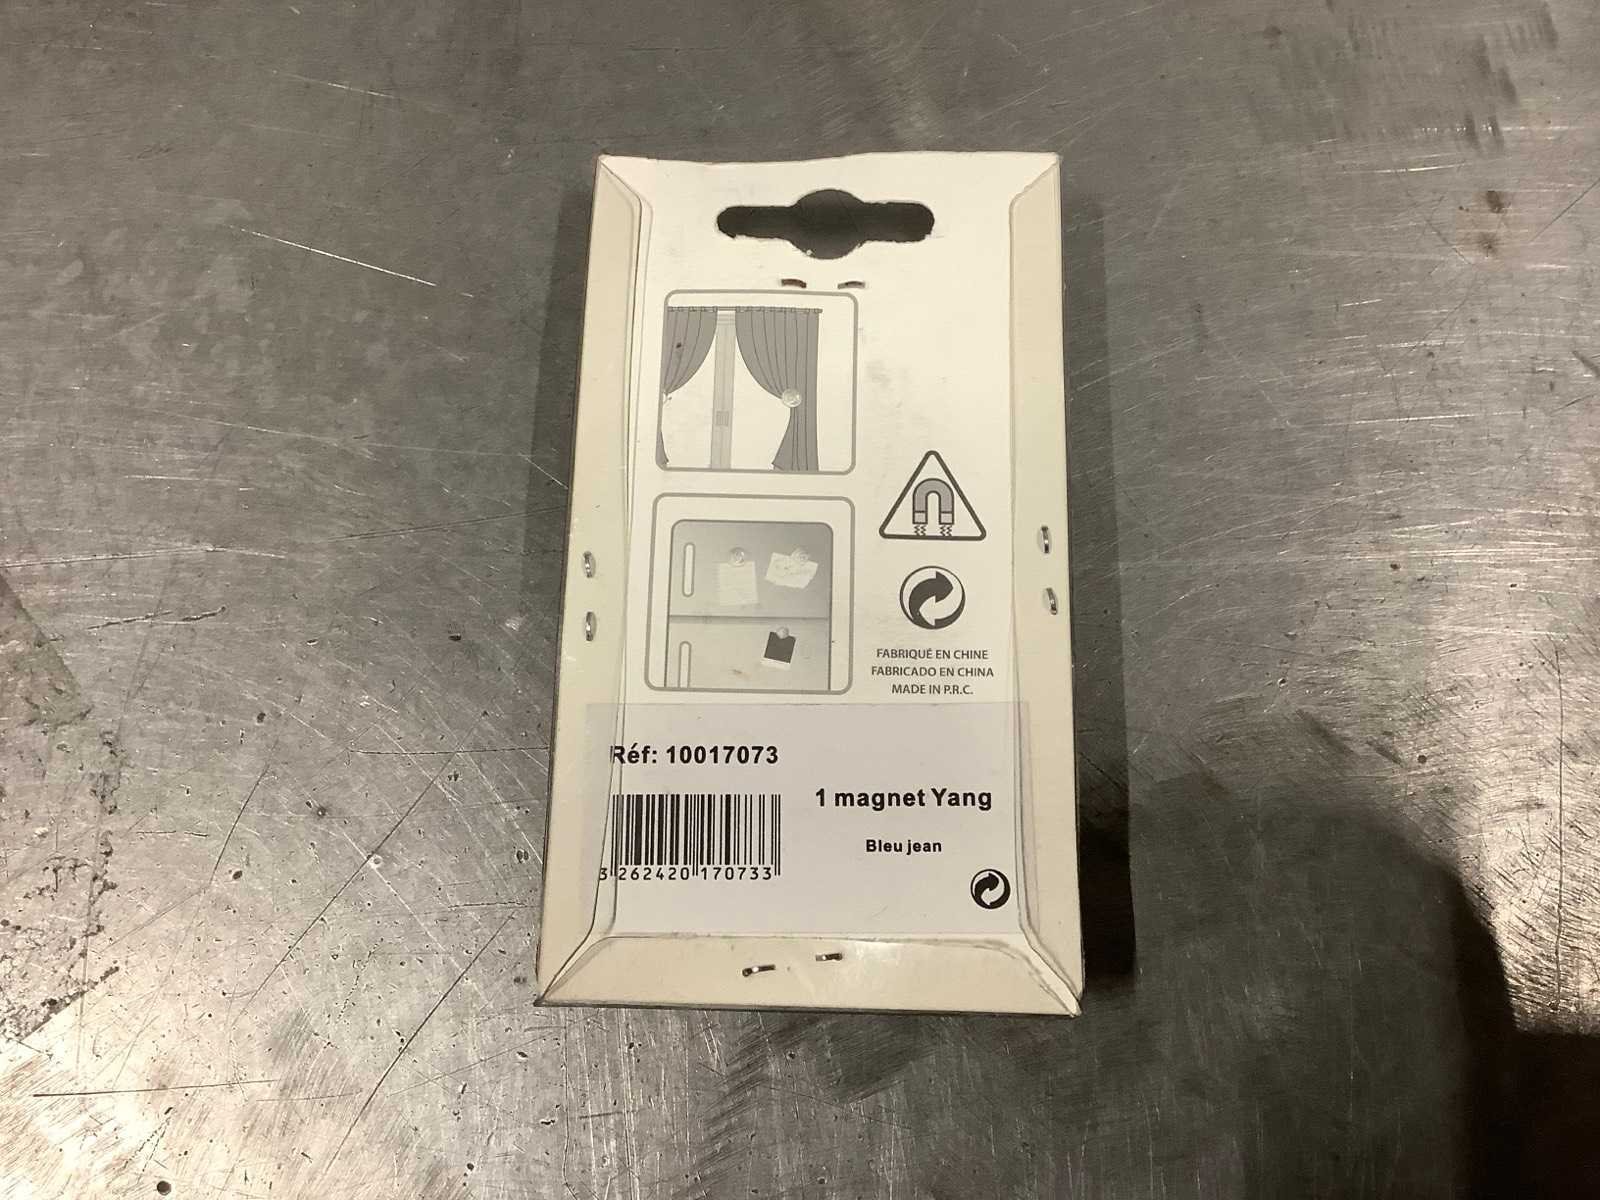 FABRIQUÉ EN CHINE
FABRICADO EN CHINA
MADE IN P.R.C.
Réf: 10017073
1 magnet Yang
Bleu jean
3 262420 170733